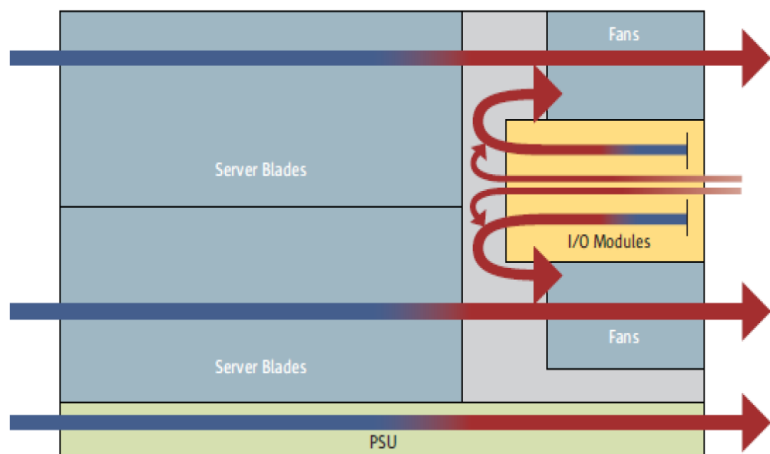 Fans
Server Blades
I/O Modules
Fans
Server Blades
PSU